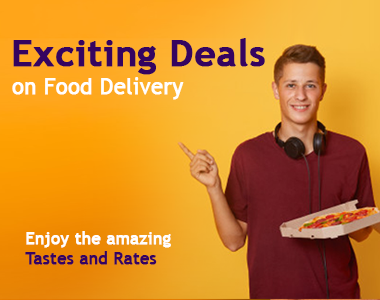 Exciting Deals
on Food Delivery
Enjoy the amazing
Tastes and Rates